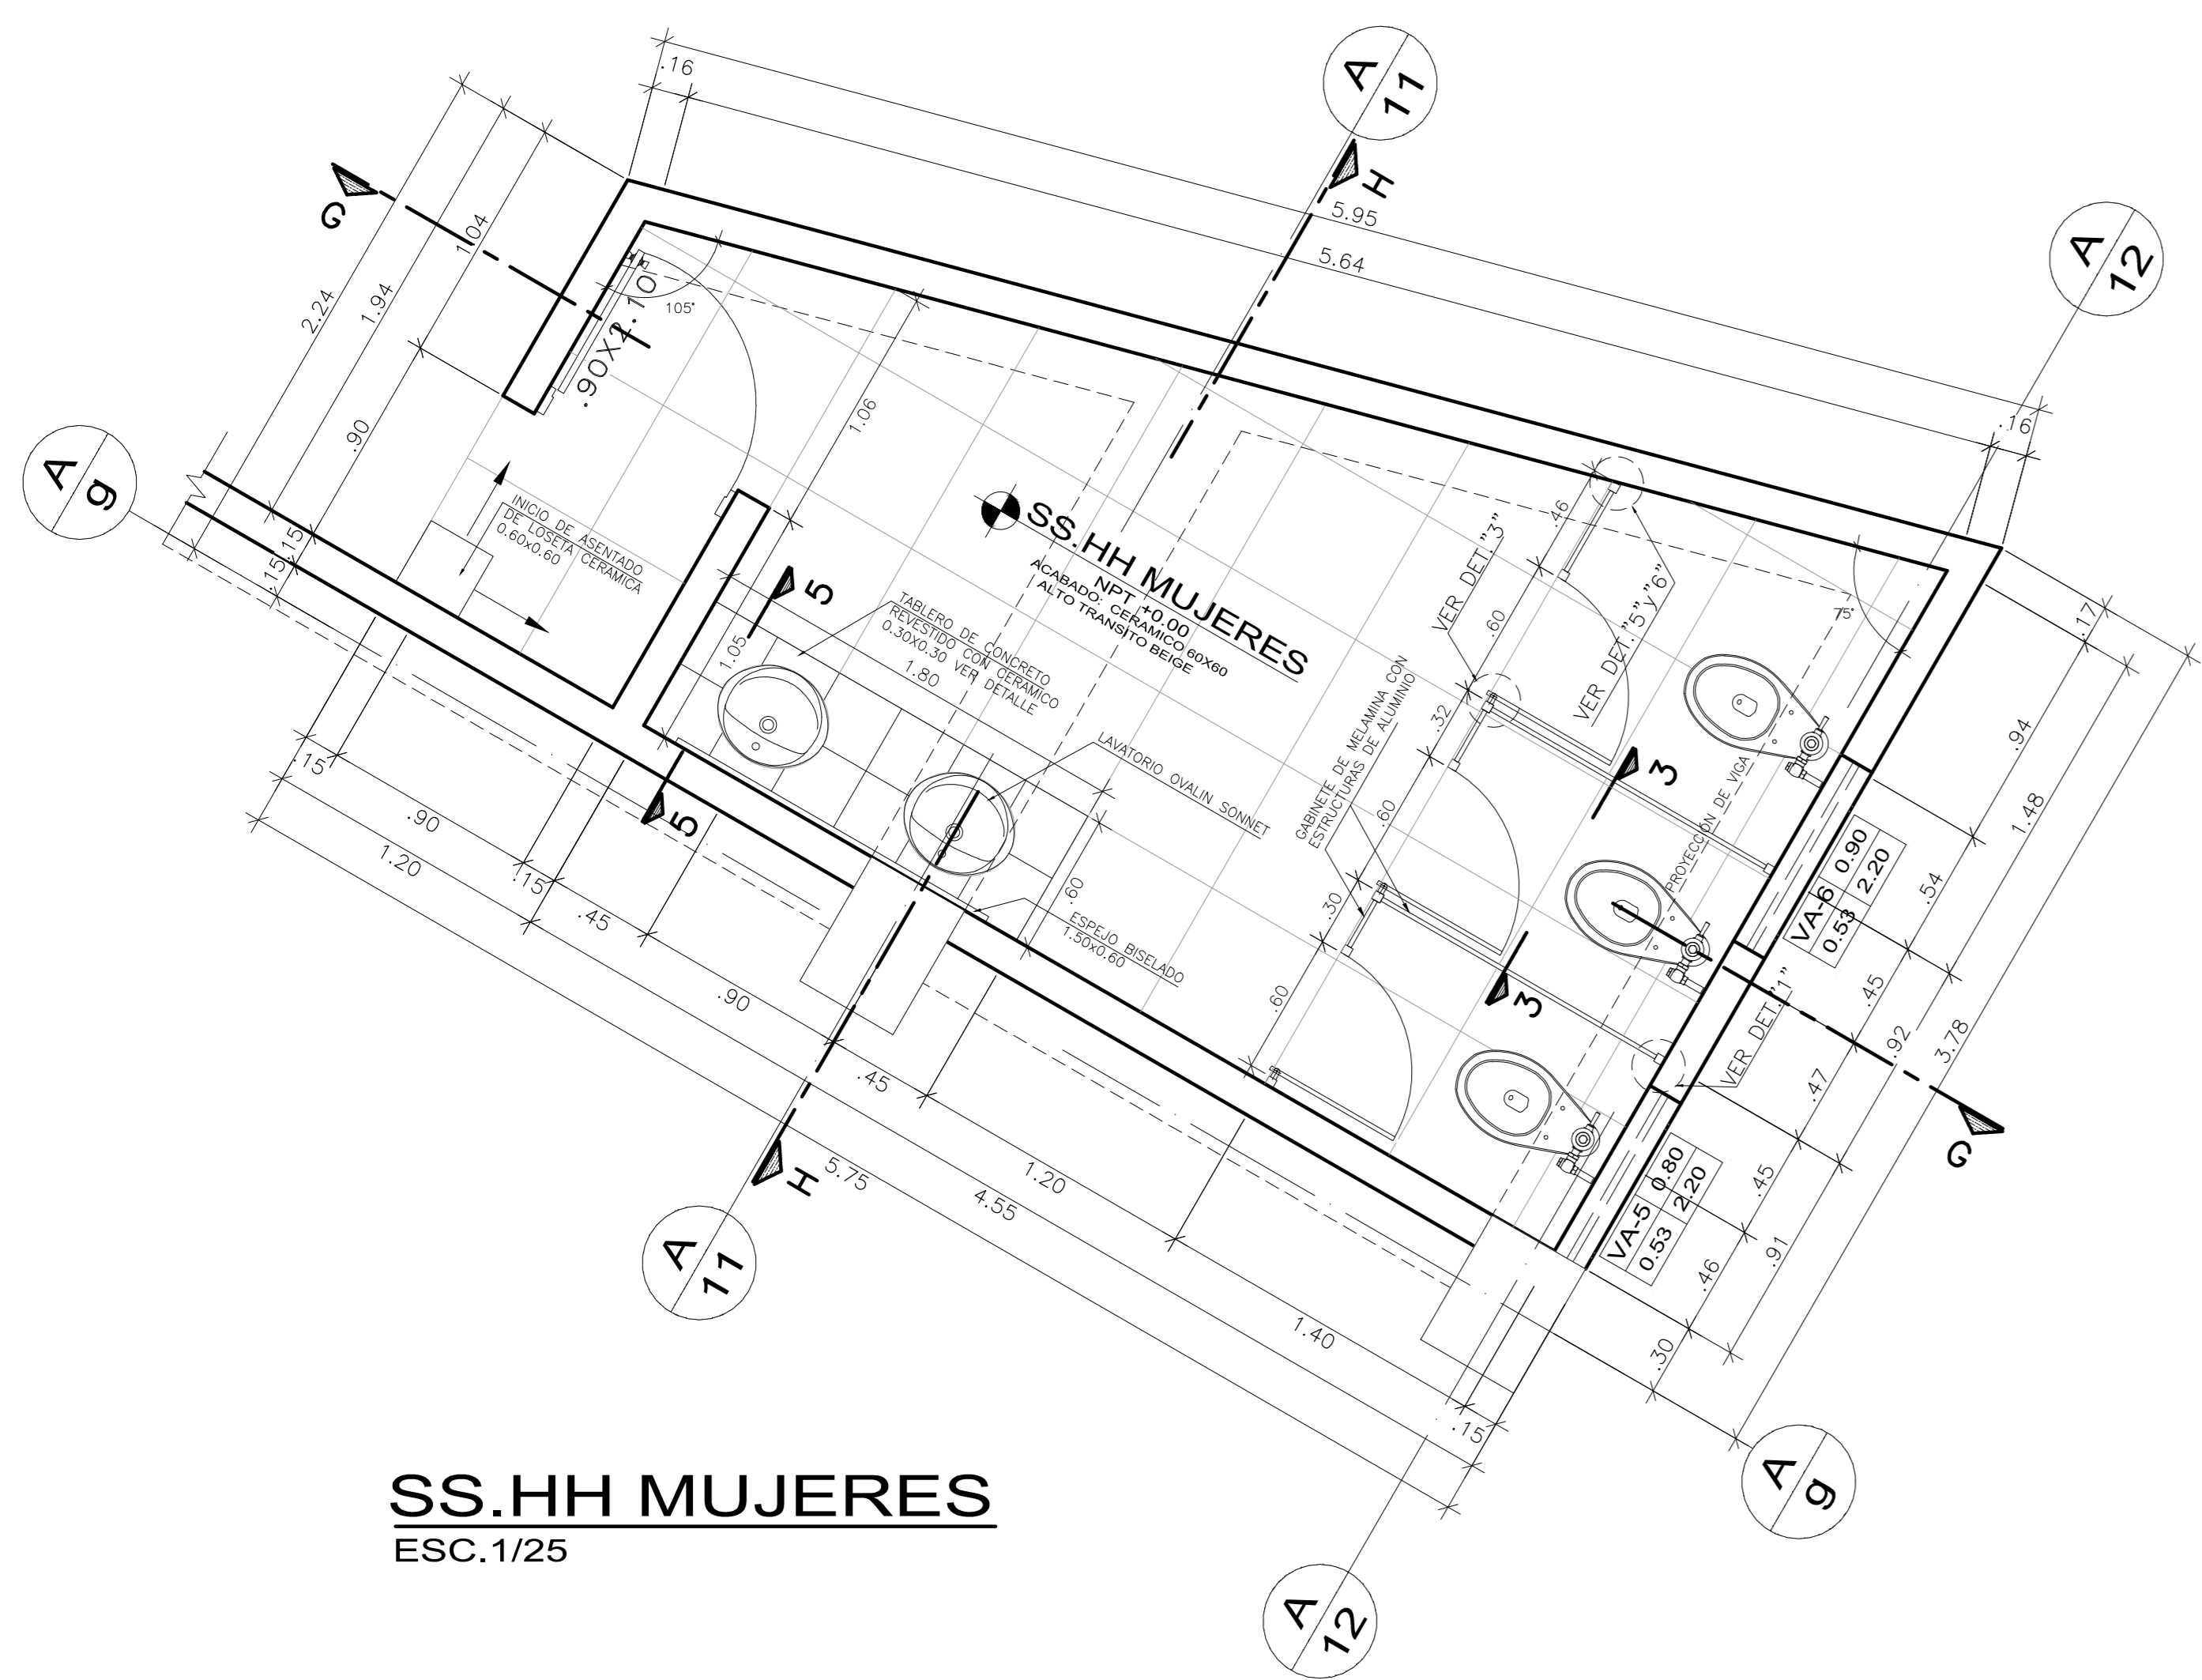 .16
A
11
H
5.95
5.64
A
12
.16
G
1.04
1.94
2.24
.90
.15
.15
A
g
.90X2.10
105°
1.06
INICIO DE ASENTADO
DE LOSETA CERAMICA
0.60x0.60
5
TABLERO DE CONCRETO
REVESTIDO CON CERAMICO
0.30X0.30 VER DETALLE
1.05
1.80
SS.HH MUJERES
NPT +0.00
ACABADO: CERAMICO 60X60
ALTO TRANSITO BEIGE
LAVATORIO OVALIN SONNET
ESPEJO BISELADO
1.50x0.60
.60
5
VER DET."3"
VER DET."5"y"6"
GABINETE DE MELAMINA CON
ESTRUCTURAS DE ALUMINIO
.46
.60
.32
.60
.30
.60
3
3
PROYECCIÓN DE VIGA
75°
VER DET."1"
VA-6 0.90
0.53 2.20
VA-5 0.80
0.53 2.20
.17
.94
1.48
.54
.45
.92
3.78
.47
.45
.91
.46
.30
G
.15
.90
1.20
.15
.45
.90
.45
1.20
5.75
4.55
1.40
.15
H
A
11
A
12
A
g
SS.HH MUJERES
ESC.1/25